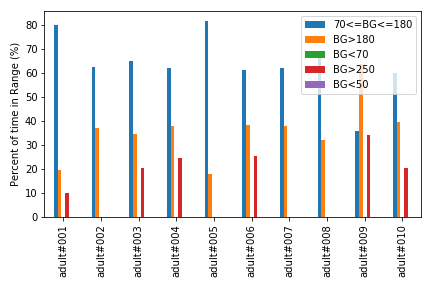 70<=BG<=180
BG>180
BG<70
BG>250
BG<50
Percent of time in Range (%)
80
70
60
50
40
30
20
10
0
adult#001
adult#002
adult#003
adult#004
adult#005
adult#006
adult#007
adult#008
adult#009
adult#010